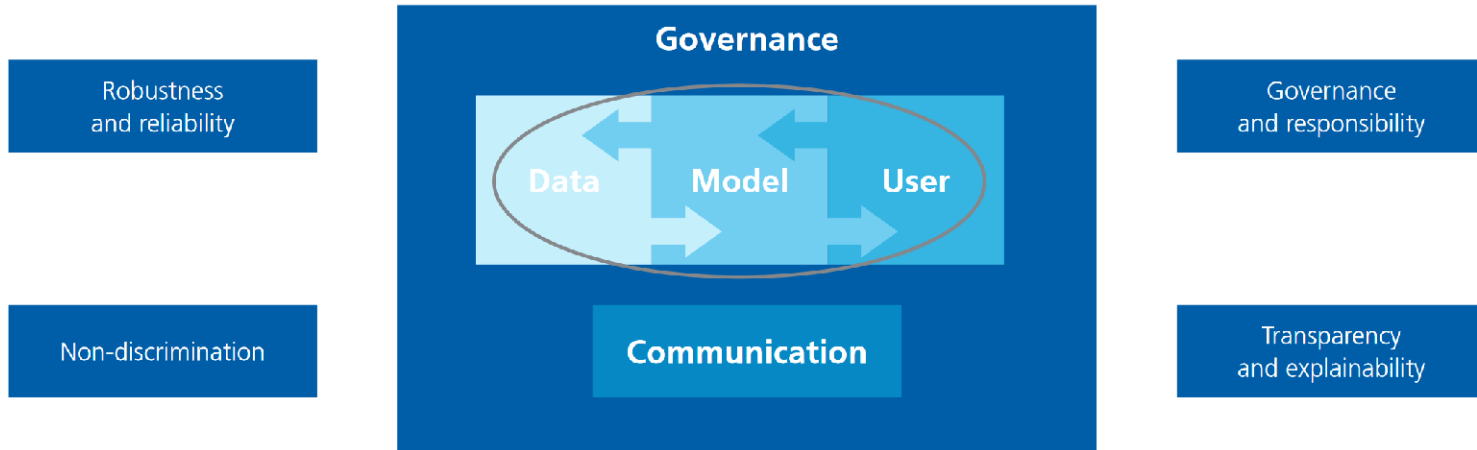 Governance
Robustness
and reliability
Governance
and responsibility
Data
Model
User
Non-discrimination
Communication
Transparency
and explainability